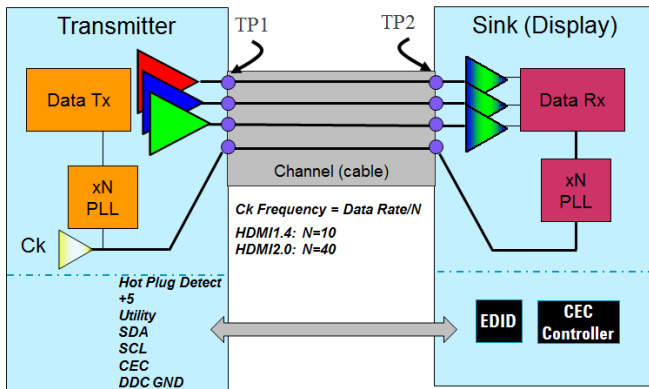 Transmitter
TP1
TP2
Sink (Display)
Data Tx
Data Rx
xN
PLL
xN
PLL
Channel (cable)
Ck
Ck Frequency = Data Rate/N
HDMI1.4: N=10
HDMI2.0: N=40
Hot Plug Detect
+5
Utility
SDA
SCL
CEC
DDC GND
EDID
CEC
Controller